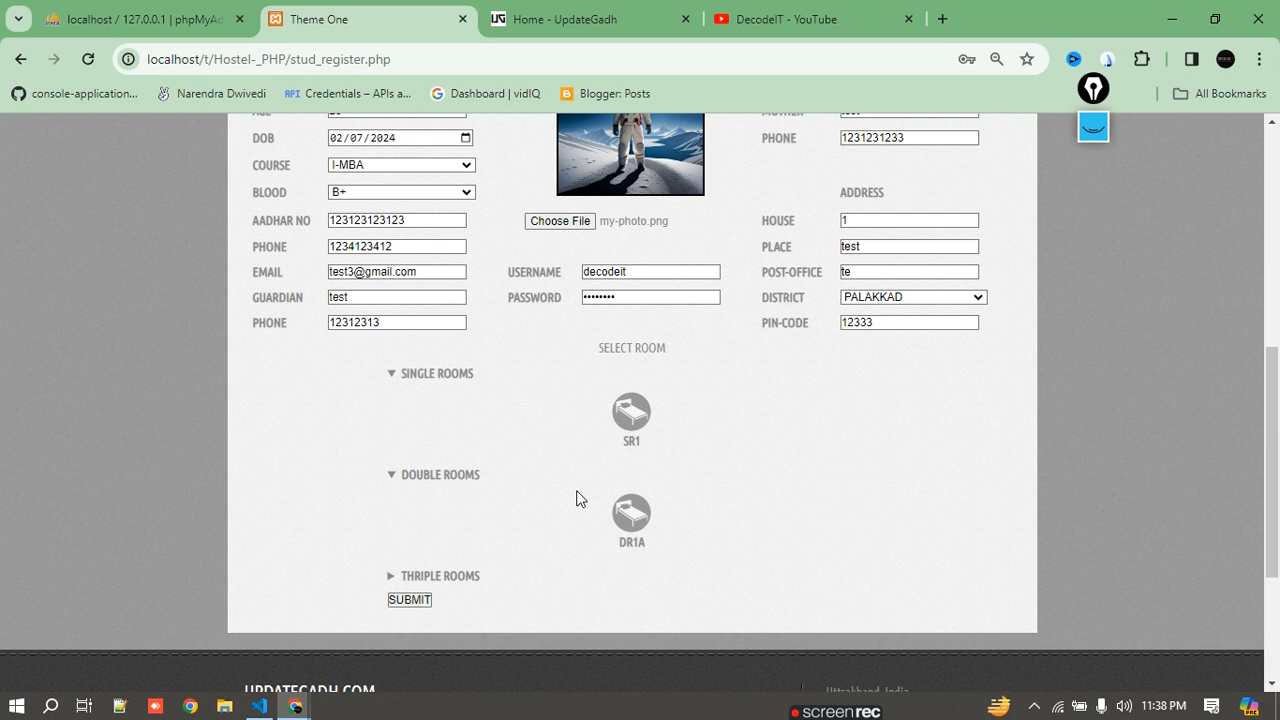 localhost / 127.0.0.1 | phpMyAd
Theme One
Home - UpdateGadh
DecodeIT - YouTube
localhost/t/Hostel-_PHP/stud_register.php
console-application...
Narendra Dwivedi
RPI Credentials – APIs &...
Dashboard | vidIQ
Blogger: Posts
All Bookmarks
DOB 02/07/2024
PHONE 1231231233
COURSE I-MBA
BLOOD B+
ADDRESS
AADHAR NO 123123123123
Choose File my-photo.png
HOUSE 1
PHONE 1234123412
PLACE test
EMAIL test3@gmail.com
USERNAME decodeit
POST-OFFICE te
GUARDIAN test
PASSWORD ••••••••
DISTRICT PALAKKAD
PHONE 12312313
PIN-CODE 12333
SELECT ROOM
▼ SINGLE ROOMS
SR1
▼ DOUBLE ROOMS
DR1A
► THRIPLE ROOMS
SUBMIT
UPDATEGADH.COM
Uttrakhand, India
11:38 PM
screenrec